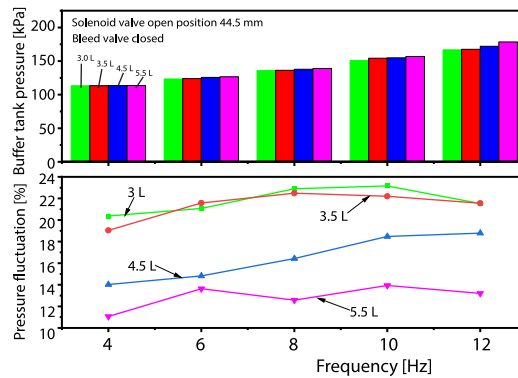 Solenoid valve open position 44.5 mm
Bleed valve closed
3.0 L 3.5 L 4.5 L 5.5 L
Buffer tank pressure [kPa]
200
150
100
50
0
Pressure fluctuation [%]
24
22
20
18
16
14
12
10
3 L
3.5 L
4.5 L
5.5 L
4 6 8 10 12
Frequency [Hz]